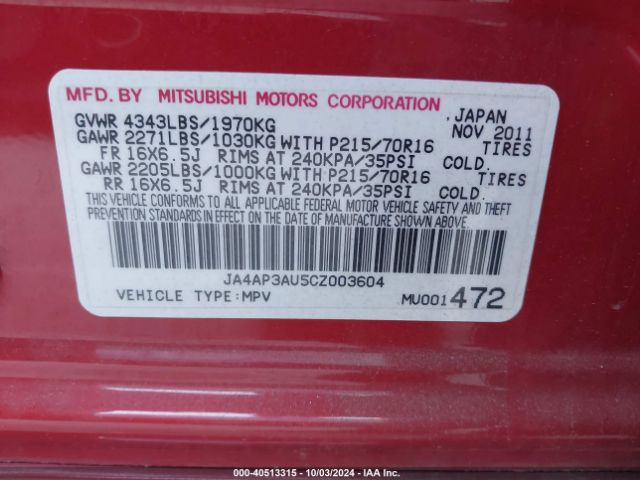 MFD. BY MITSUBISHI MOTORS CORPORATION, JAPAN
GVWR 4343LBS/1970KG NOV 2011
GAWR 2271LBS/1030KG WITH P215/70R16 TIRES
FR 16X6.5J RIMS AT 240KPA/35PSI COLD.
GAWR 2205LBS/1000KG WITH P215/70R16 TIRES
RR 16X6.5J RIMS AT 240KPA/35PSI COLD.
THIS VEHICLE CONFORMS TO ALL APPLICABLE FEDERAL MOTOR VEHICLE SAFETY AND THEFT
PREVENTION STANDARDS IN EFFECT ON THE DATE OF MANUFACTURE SHOWN ABOVE.
JA4AP3AU5CZ003604
VEHICLE TYPE:MPV MU001472
000-40513315 - 10/03/2024 - IAA Inc.